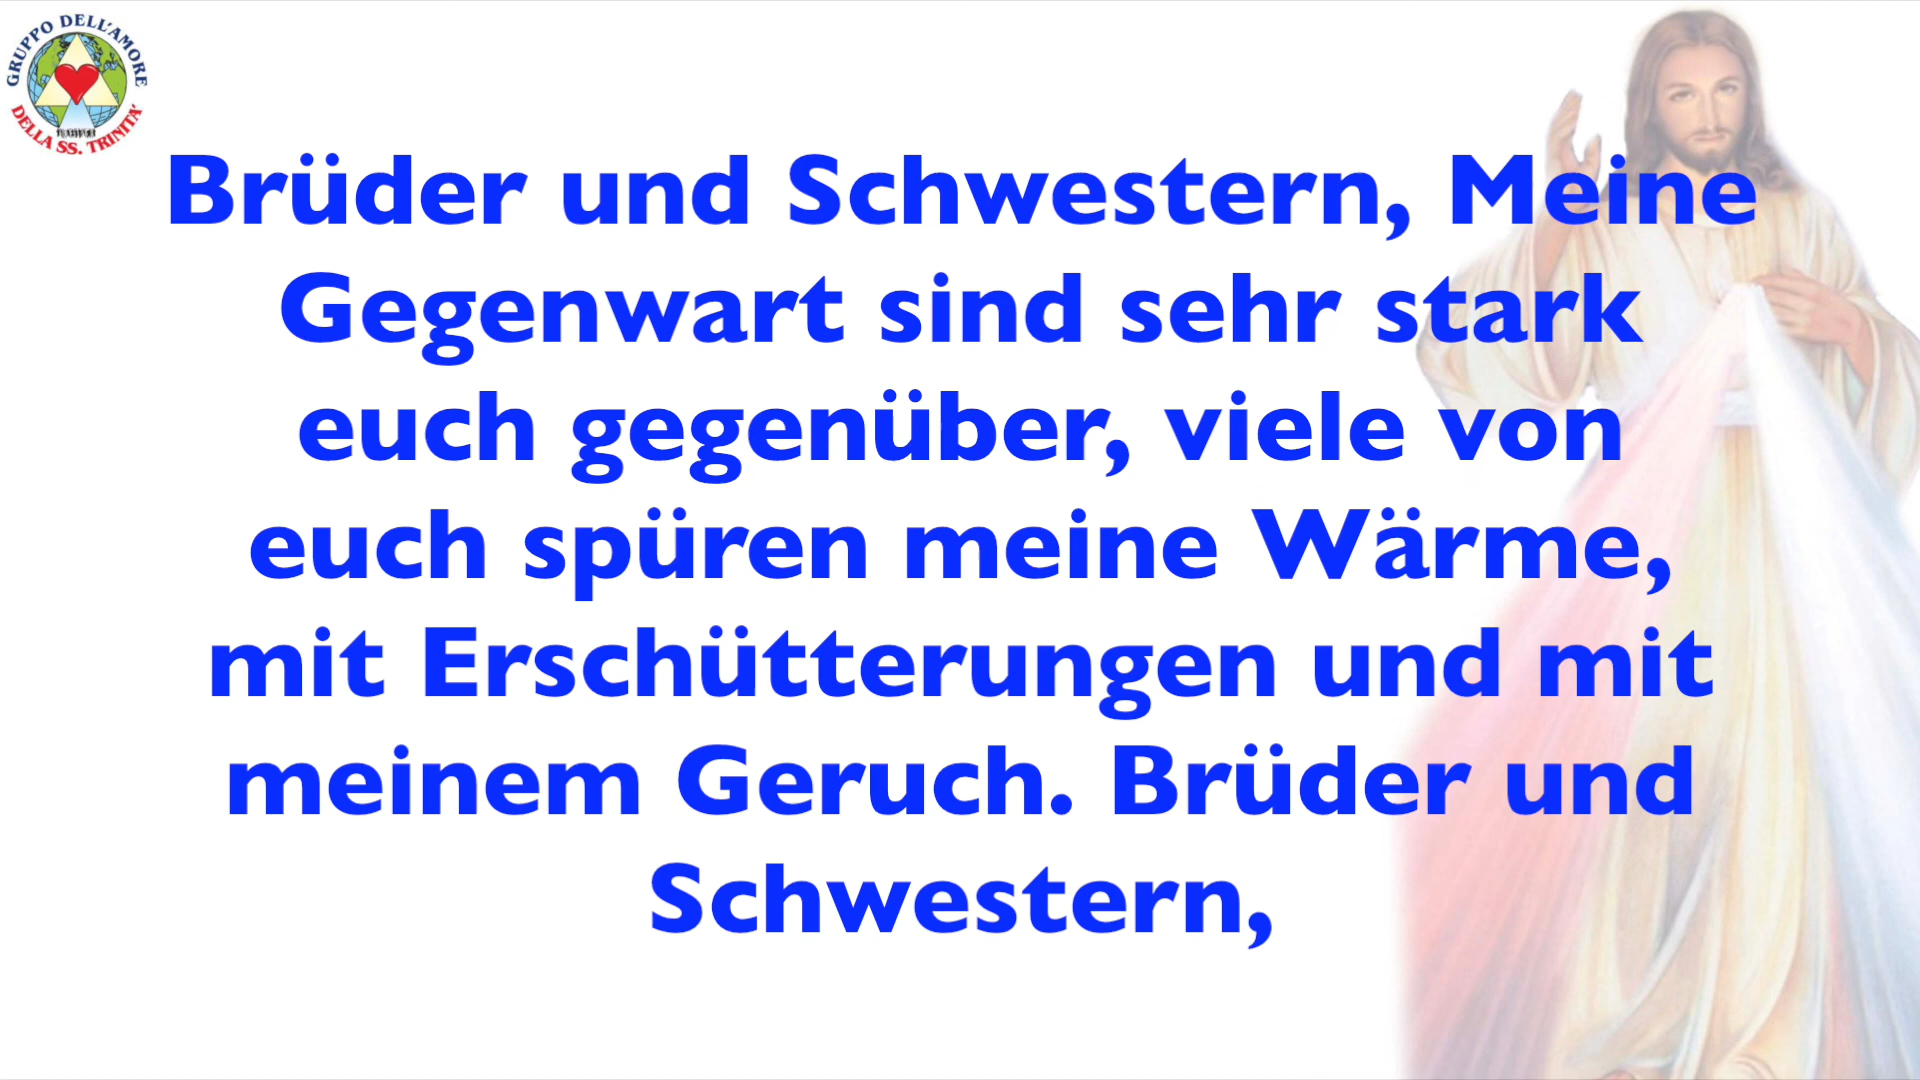 GRUPPO DELL'AMORE
DELLA SS. TRINITA'
Brüder und Schwestern, Meine
Gegenwart sind sehr stark
euch gegenüber, viele von
euch spüren meine Wärme,
mit Erschütterungen und mit
meinem Geruch. Brüder und
Schwestern,